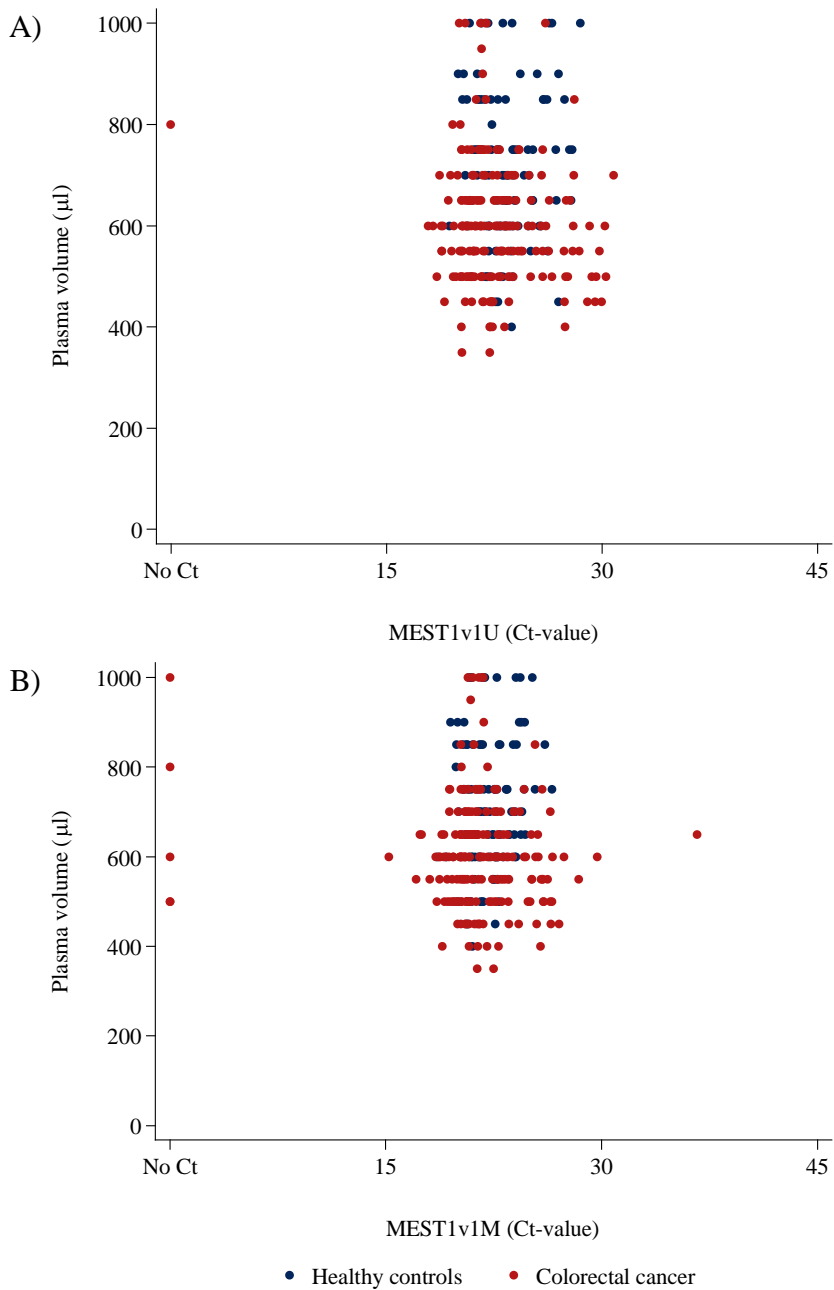 A)
1000
800
600
400
200
0
Plasma volume (µl)
No Ct 15 30 45
MEST1v1U (Ct-value)
B)
1000
800
600
400
200
0
Plasma volume (µl)
No Ct 15 30 45
MEST1v1M (Ct-value)
Healthy controls Colorectal cancer